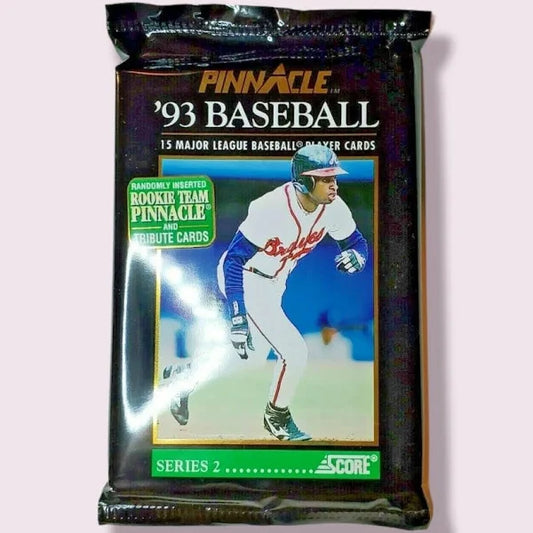 PINNACLE™
'93 BASEBALL
15 MAJOR LEAGUE BASEBALL® PLAYER CARDS
RANDOMLY INSERTED
ROOKIE TEAM
PINNACLE®
AND
TRIBUTE CARDS
Braves
SERIES 2 ............. SCORE®